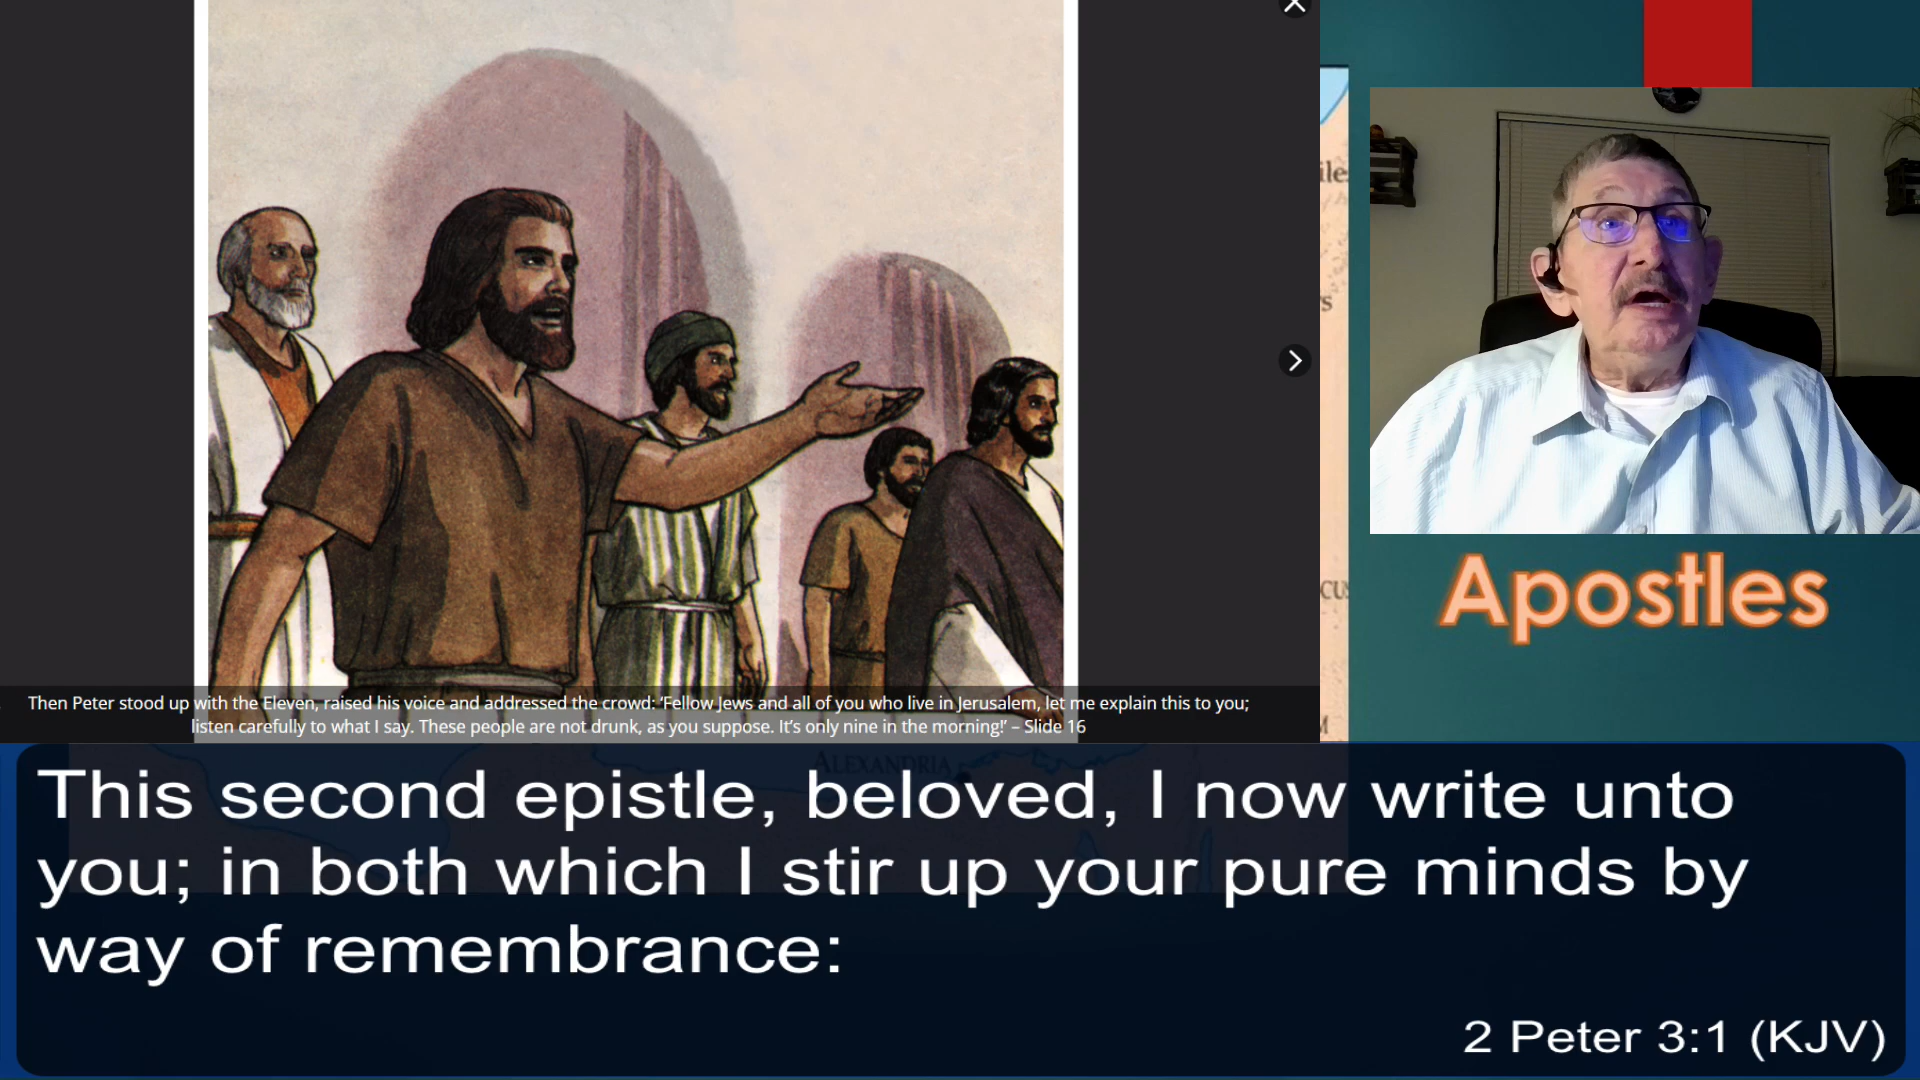 Then Peter stood up with the Eleven, raised his voice and addressed the crowd: ‘Fellow Jews and all of you who live in Jerusalem, let me explain this to you;
listen carefully to what I say. These people are not drunk, as you suppose. It’s only nine in the morning!’ – Slide 16
Apostles
ALEXANDRIA
This second epistle, beloved, I now write unto
you; in both which I stir up your pure minds by
way of remembrance:
2 Peter 3:1 (KJV)